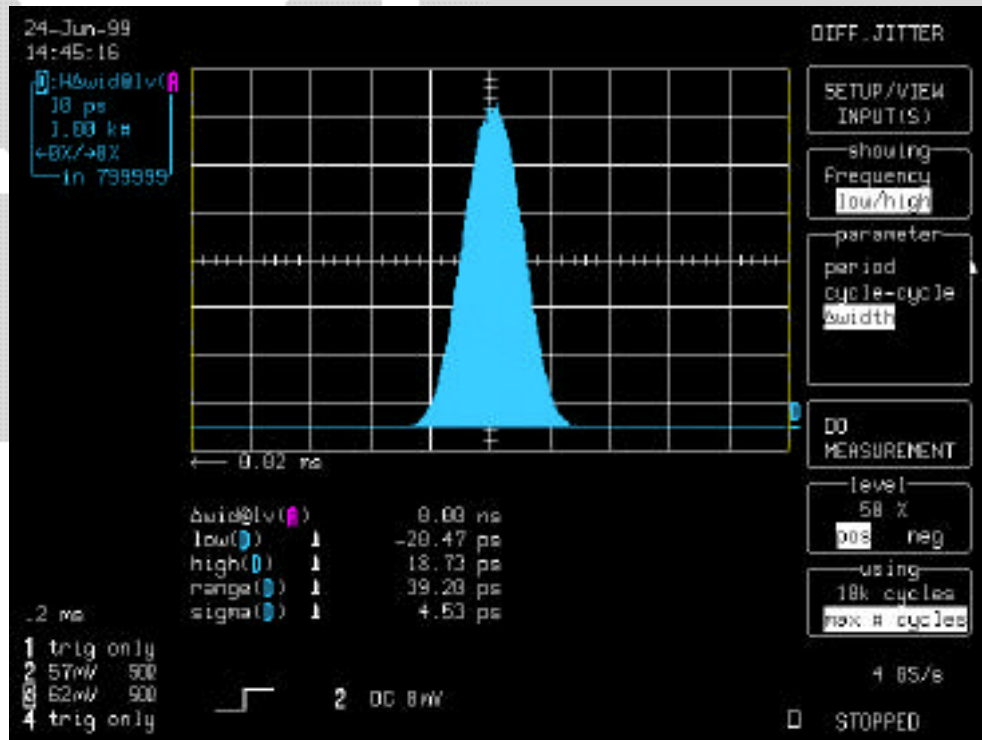 24-Jun-99
14:45:16
D:HΔwid@lv(A
10 ps
1.00 k#
←0%/→0%
in 799999
← 0.02 ms
Δwid@lv(A) 0.00 ns
low(D) -20.47 ps
high(D) 18.73 ps
range(D) 39.20 ps
sigma(D) 4.53 ps
.2 ms
1 trig only
2 57mV 50Ω
3 62mV 50Ω
4 trig only
2 DC 8mV
DIFF.JITTER
SETUP/VIEW
INPUT(S)
showing
Frequency
low/high
parameter
period
cycle-cycle
Δwidth
D
DO
MEASUREMENT
level
50 %
pos neg
using
10k cycles
max # cycles
4 GS/s
STOPPED